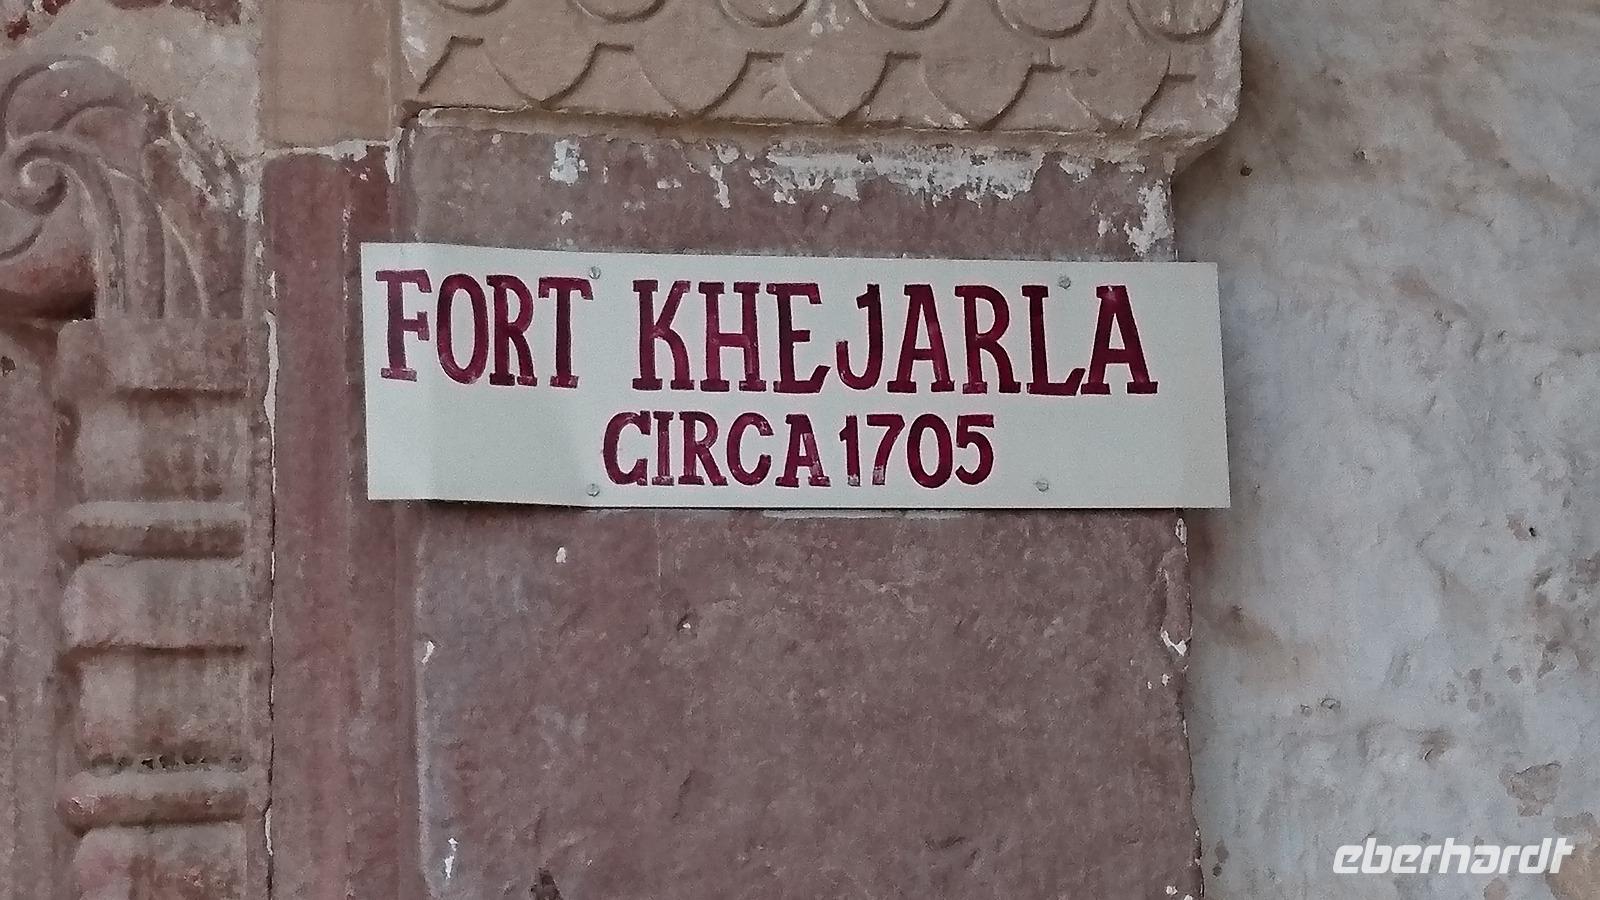 FORT KHEJARLA
CIRCA 1705
eberhardt